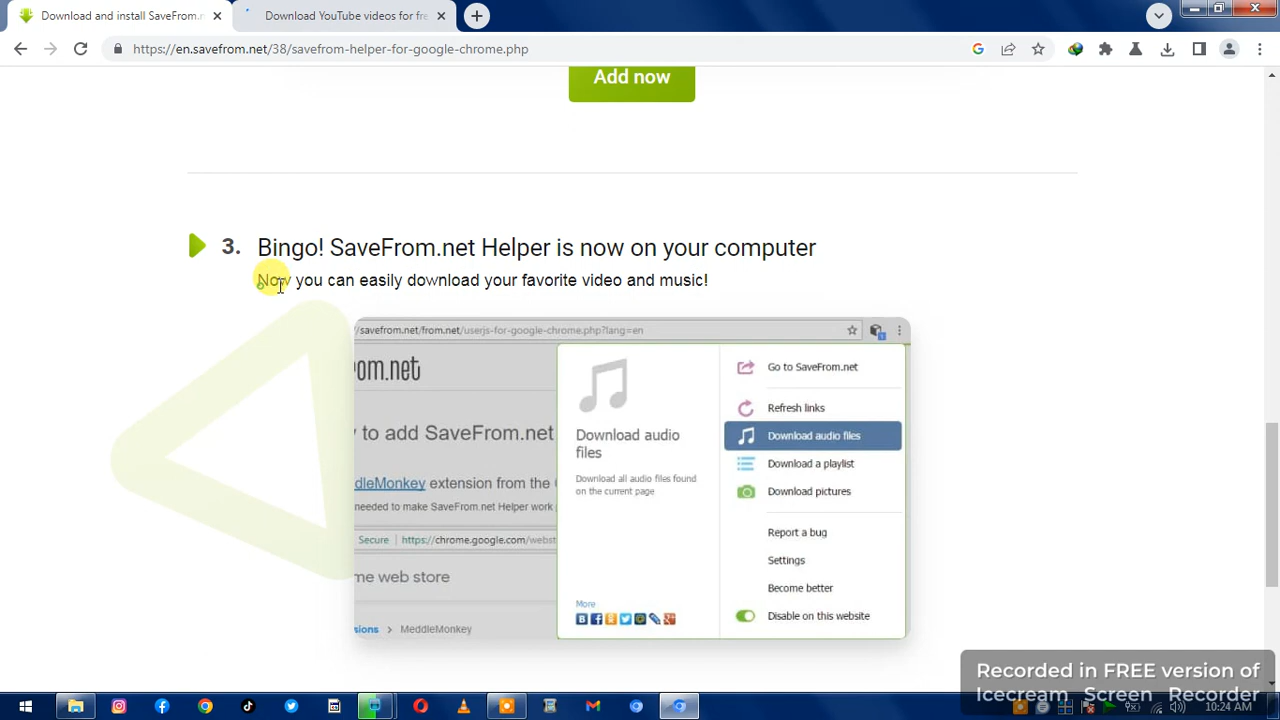 Download and install SaveFrom.n
Download YouTube videos for fre
https://en.savefrom.net/38/savefrom-helper-for-google-chrome.php
Add now
3. Bingo! SaveFrom.net Helper is now on your computer
Now you can easily download your favorite video and music!
/savefrom.net/from.net/userjs-for-google-chrome.php?lang=en
rom.net
Go to SaveFrom.net
Refresh links
Download audio files
Download audio files
Download a playlist
Download all audio files found on the current page
Download pictures
y to add SaveFrom.net
ddleMonkey extension from the
needed to make SaveFrom.net Helper work
Secure https://chrome.google.com/webst
me web store
Report a bug
Settings
Become better
Disable on this website
More
sions > MeddleMonkey
Recorded in FREE version of
Icecream Screen Recorder
10:24 AM